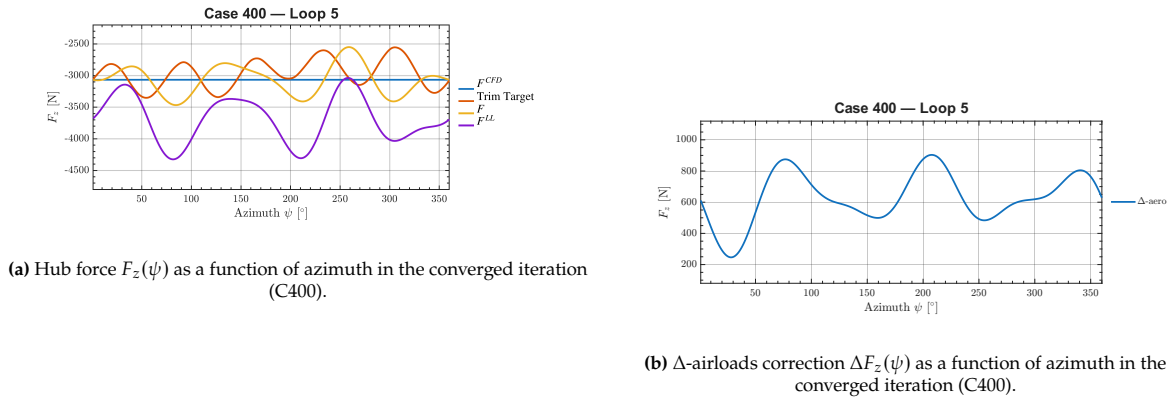 Case 400 — Loop 5
-2500
-3000
-3500
-4000
-4500
F_z [N]
50 100 150 200 250 300 350
Azimuth ψ [°]
F^{CFD}
Trim Target
F
F^{LL}
(a) Hub force F_z(ψ) as a function of azimuth in the converged iteration
(C400).
Case 400 — Loop 5
1000
800
600
400
200
F_z [N]
50 100 150 200 250 300 350
Azimuth ψ [°]
Δ-aero
(b) Δ-airloads correction ΔF_z(ψ) as a function of azimuth in the
converged iteration (C400).